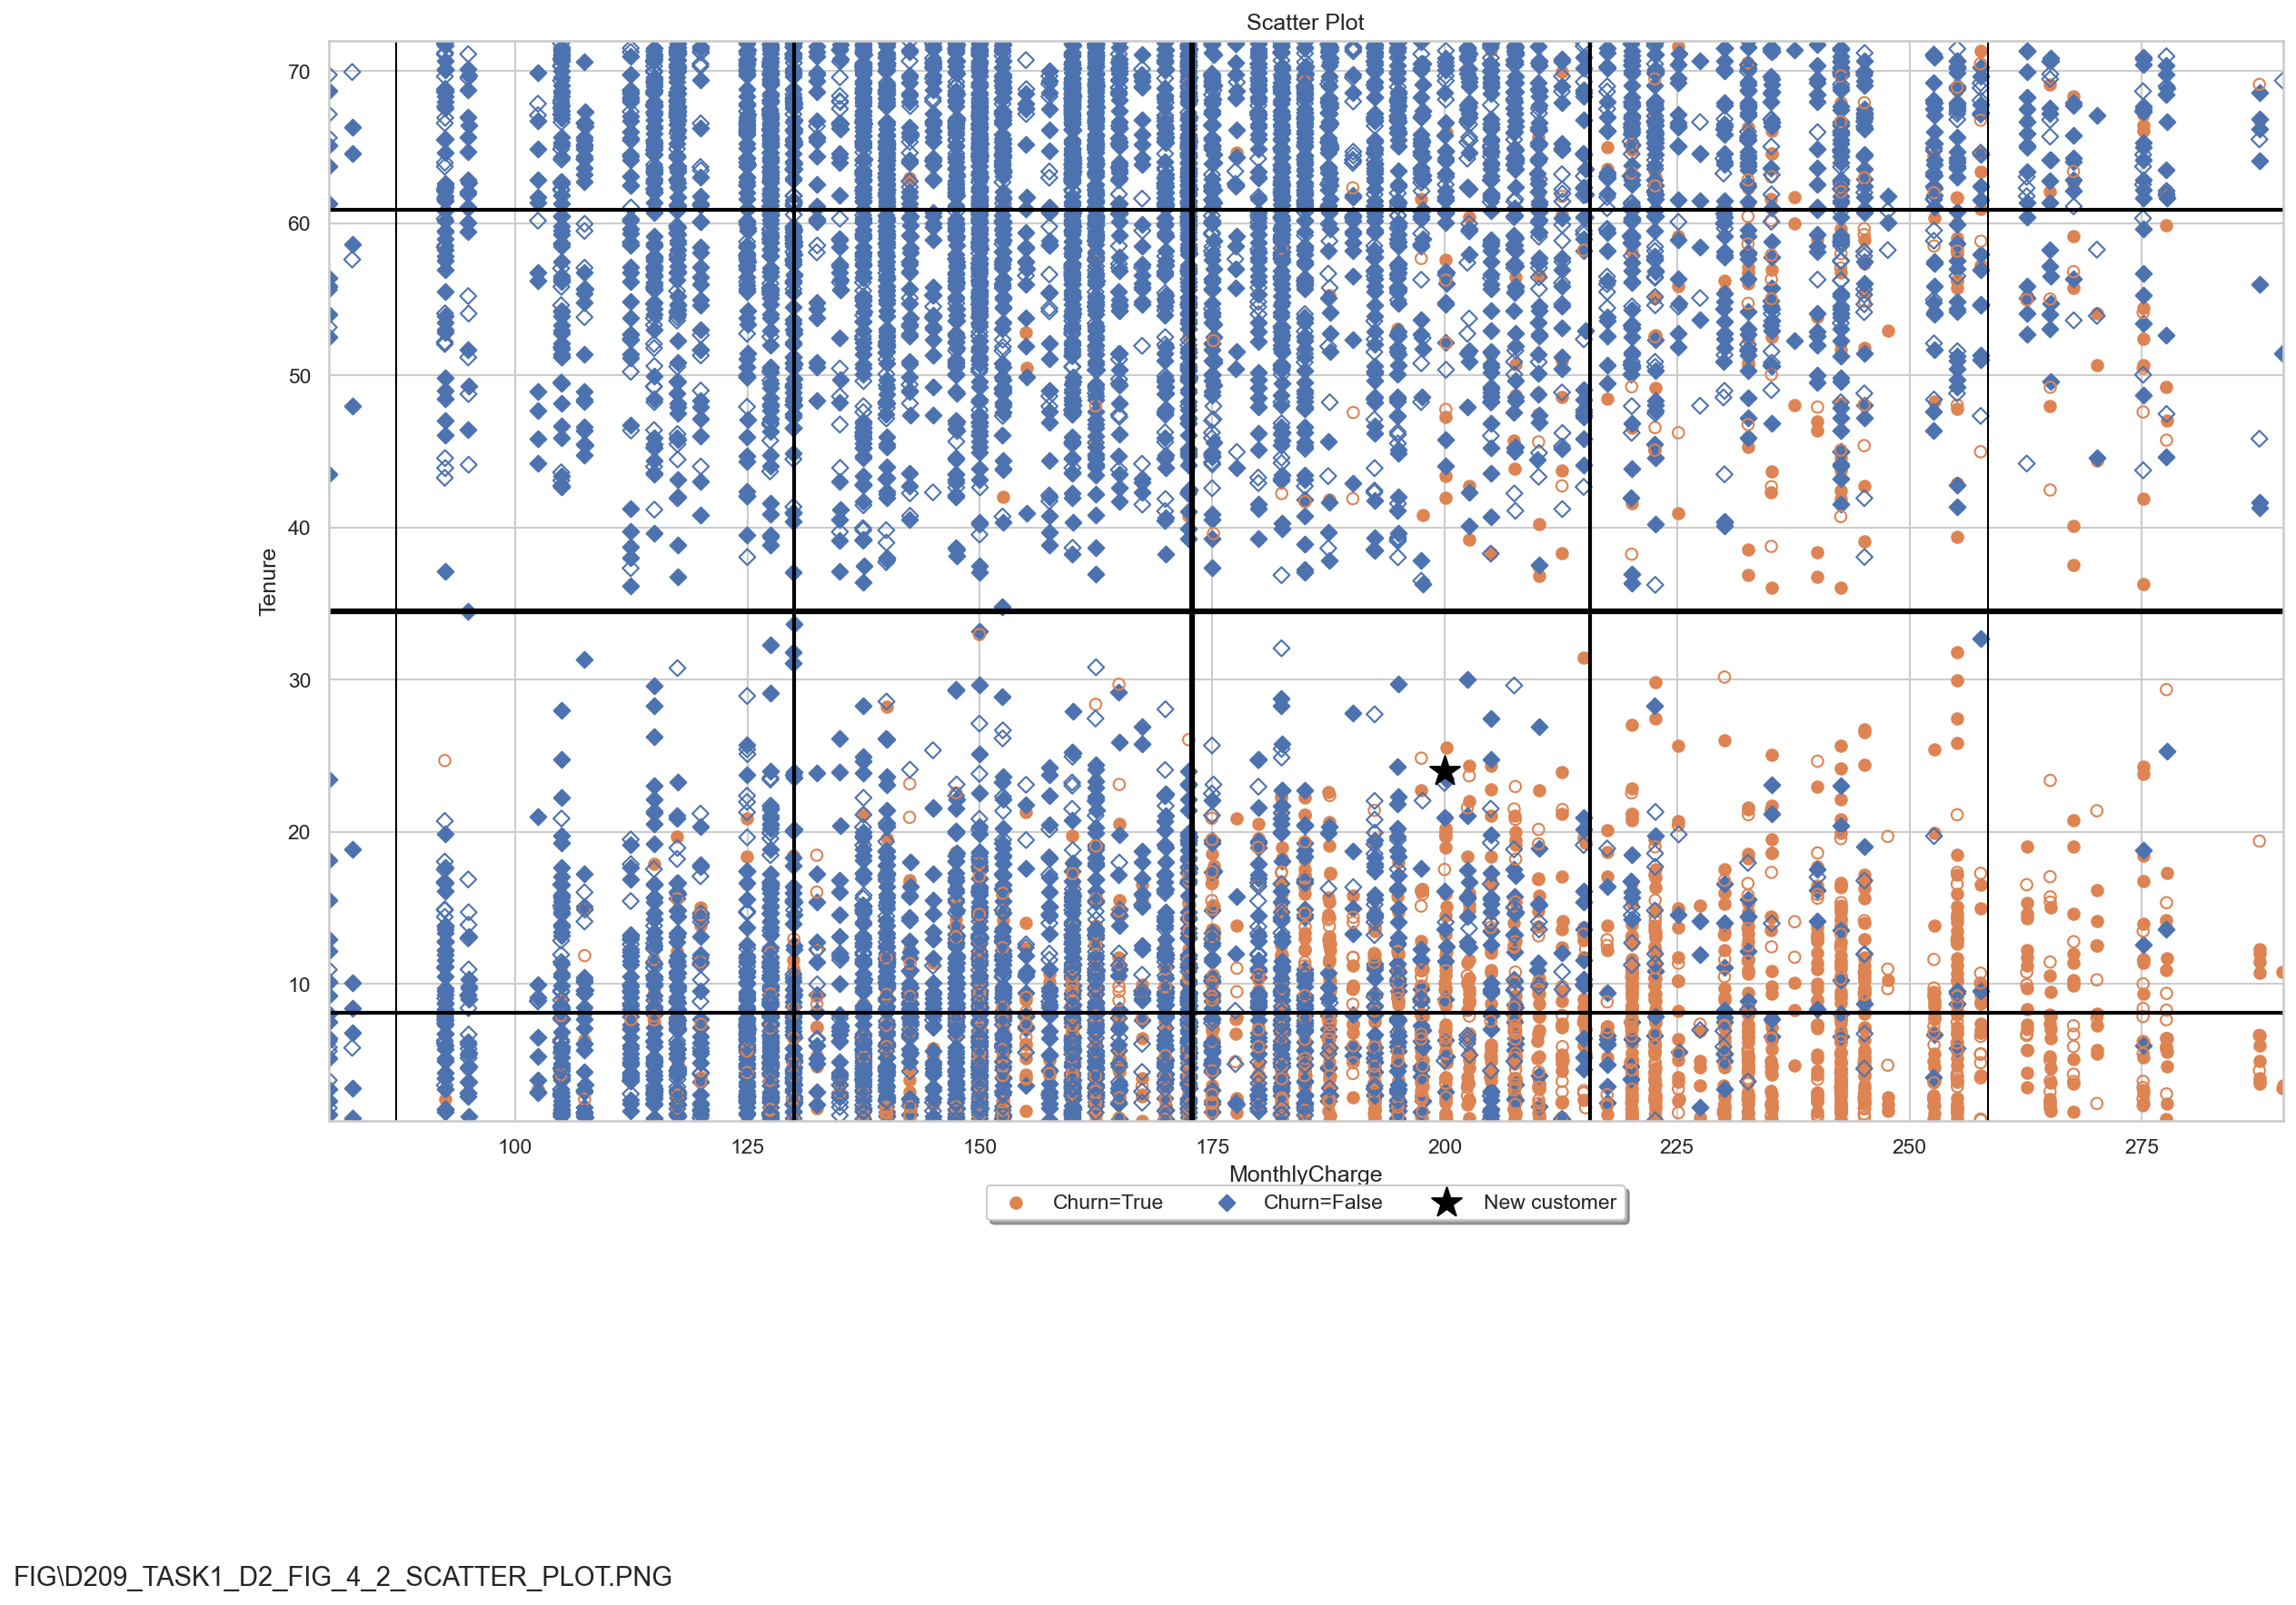 Scatter Plot
70
60
50
40
30
20
10
Tenure
100 125 150 175 200 225 250 275
MonthlyCharge
Churn=True Churn=False New customer
FIG\D209_TASK1_D2_FIG_4_2_SCATTER_PLOT.PNG